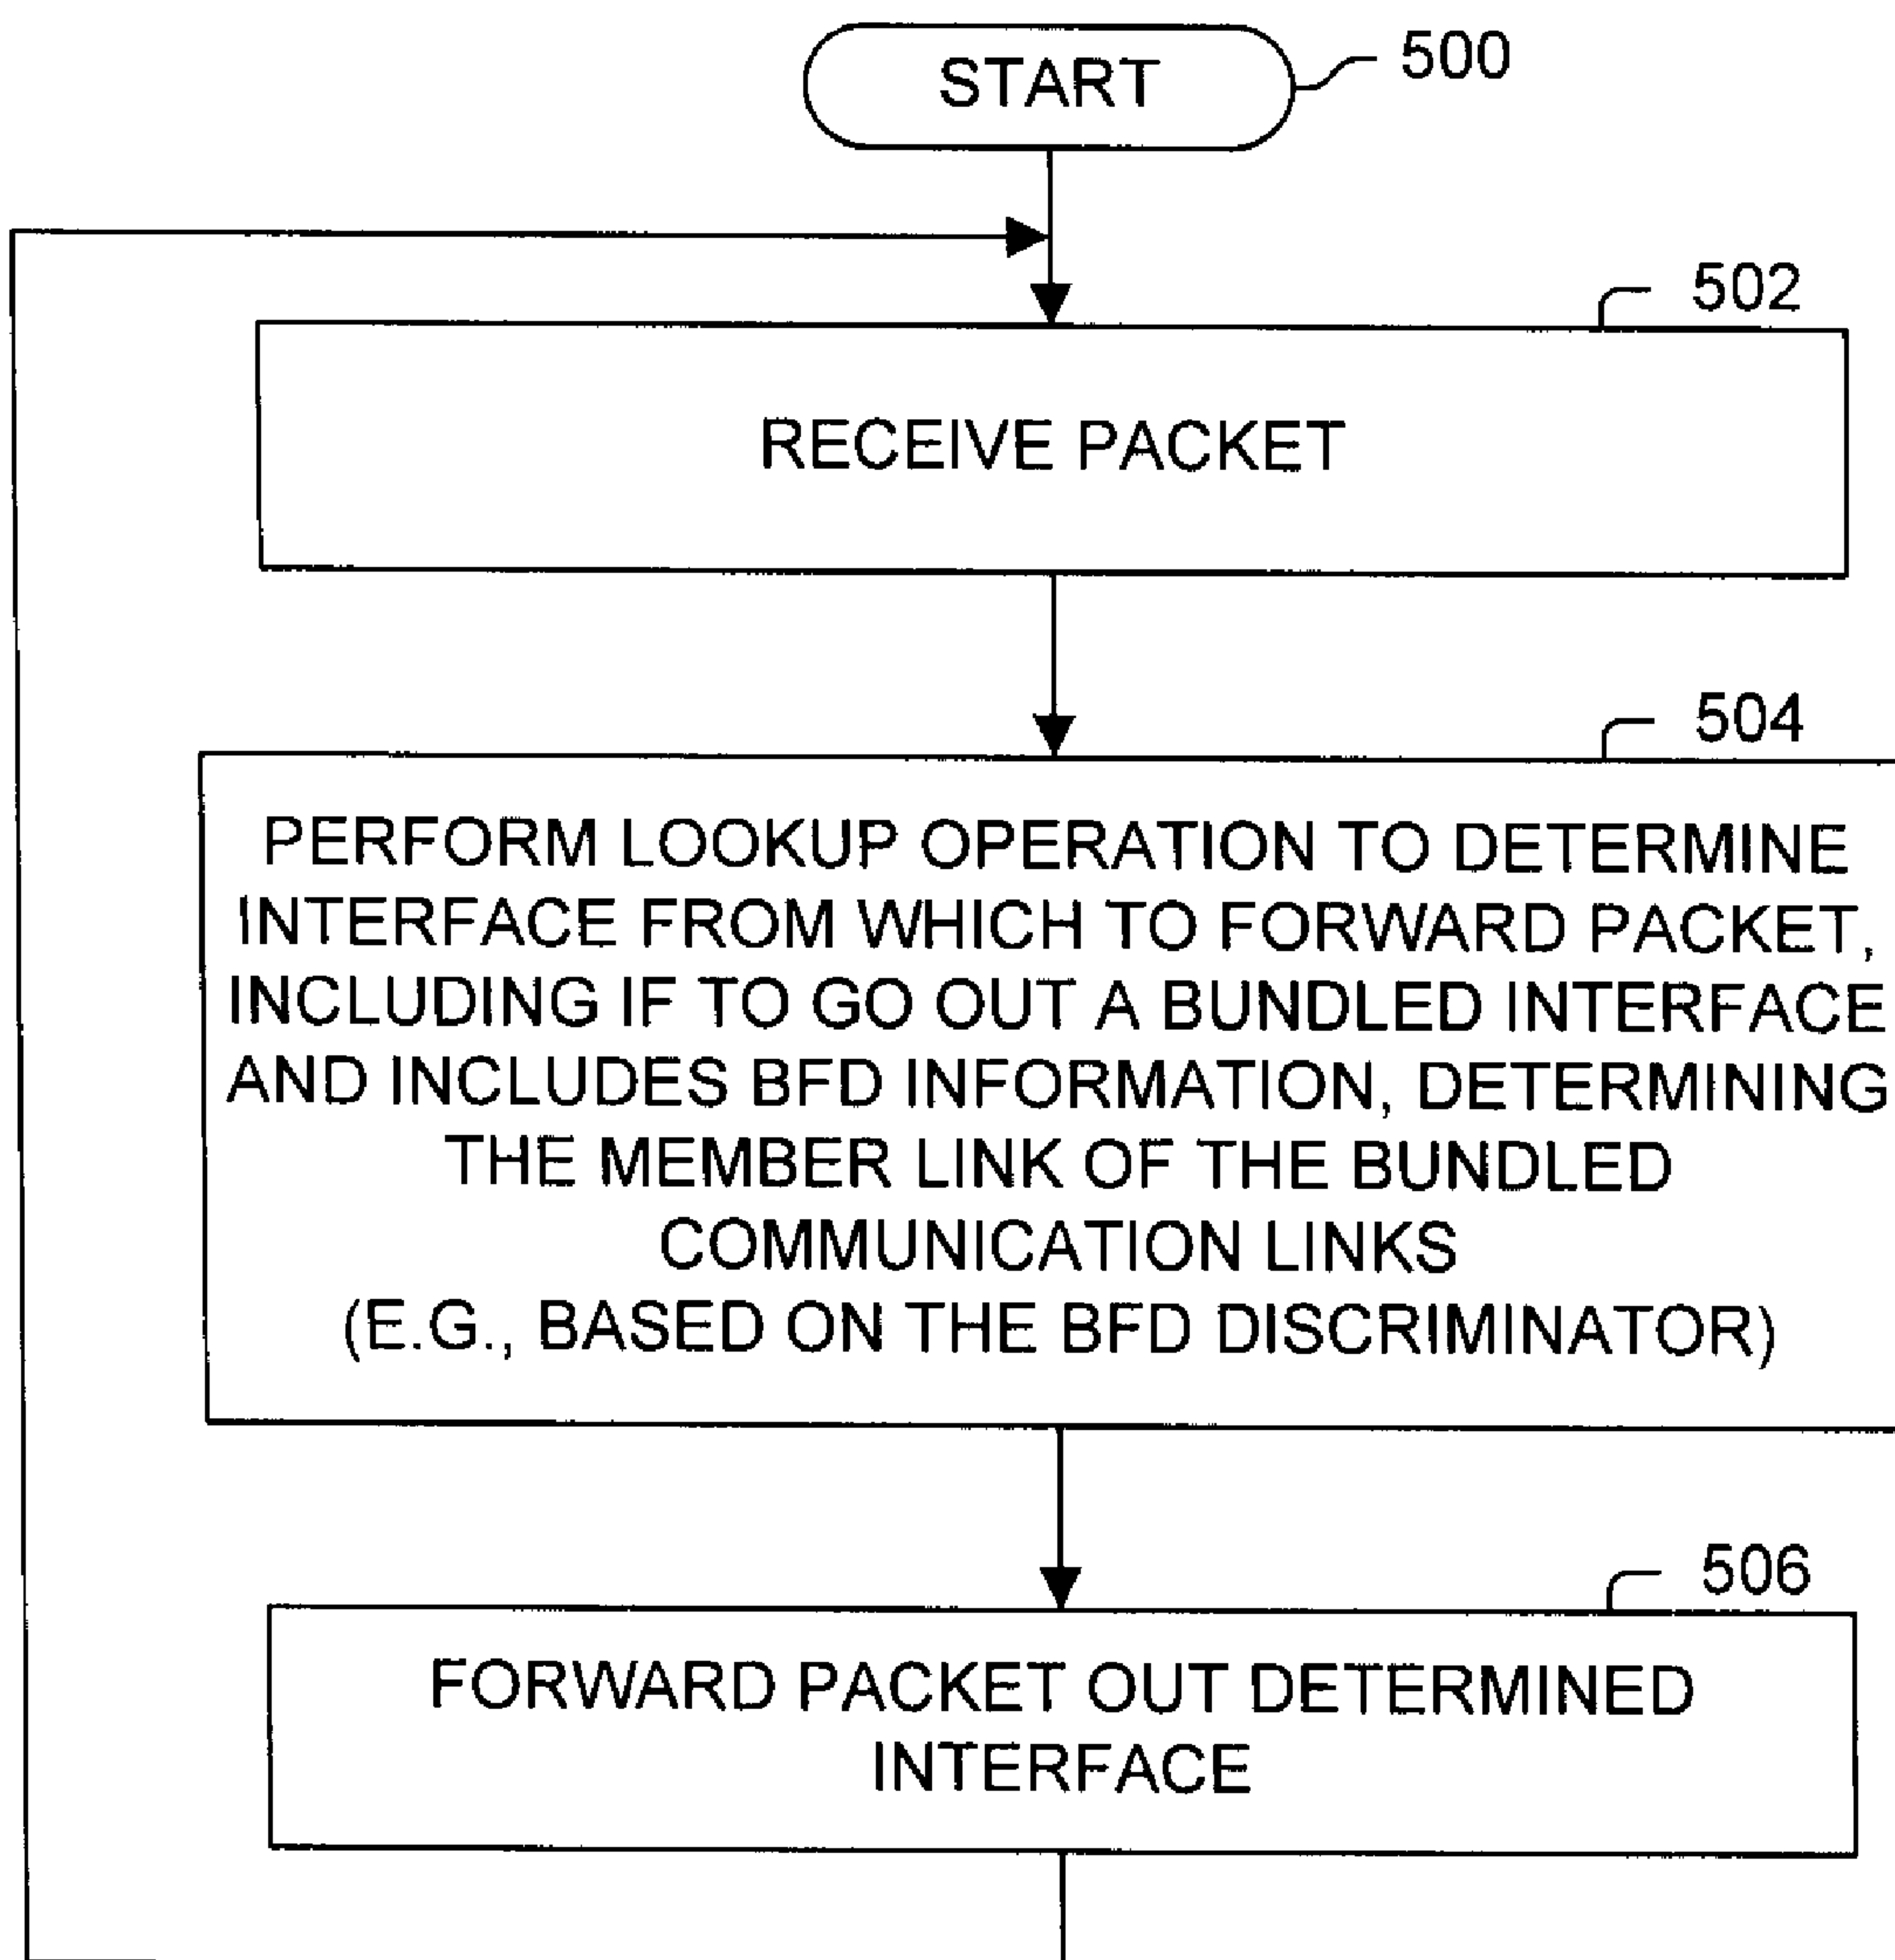 START
500
502
RECEIVE PACKET
504
PERFORM LOOKUP OPERATION TO DETERMINE
INTERFACE FROM WHICH TO FORWARD PACKET,
INCLUDING IF TO GO OUT A BUNDLED INTERFACE
AND INCLUDES BFD INFORMATION, DETERMINING
THE MEMBER LINK OF THE BUNDLED
COMMUNICATION LINKS
(E.G., BASED ON THE BFD DISCRIMINATOR)
506
FORWARD PACKET OUT DETERMINED
INTERFACE